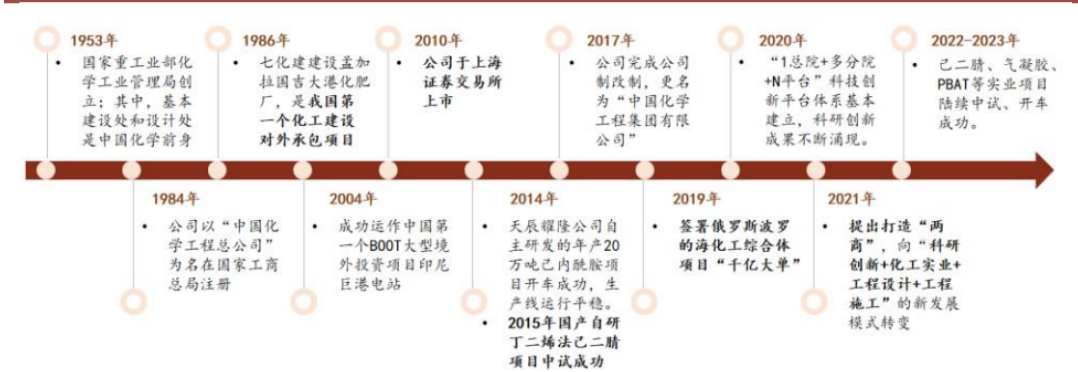 1953年
• 国家重工业部化
学工业管理局创
立；其中，基本
建设处和设计处
是中国化学前身
1986年
• 七化建建设孟加
拉国吉大港化肥
厂，是我国第
一个化工建设
对外承包项目
2010年
• 公司于上海
证券交易所
上市
2017年
• 公司完成公司
制改制，更名
为“中国化学
工程集团有限
公司”
2020年
• “1总院+多分院
+N平台”科技创
新平台体系基本
建立，科研创新
成果不断涌现。
2022-2023年
• 己二腈、气凝胶、
PBAT等实业项目
陆续中试、开车
成功。
1984年
• 公司以“中国化
学工程总公司”
为名在国家工商
总局注册
2004年
• 成功运作中国第
一个BOOT大型境
外投资项目印尼
巨港电站
2014年
• 天辰耀隆公司自
主研发的年产20
万吨己内酰胺项
目开车成功，生
产线运行平稳。
• 2015年国产自研
丁二烯法己二腈
项目中试成功
2019年
• 签署俄罗斯波罗
的海化工综合体
项目“千亿大单”
2021年
• 提出打造“两
商”，向“科研
创新+化工实业+
工程设计+工程
施工”的新发展
模式转变